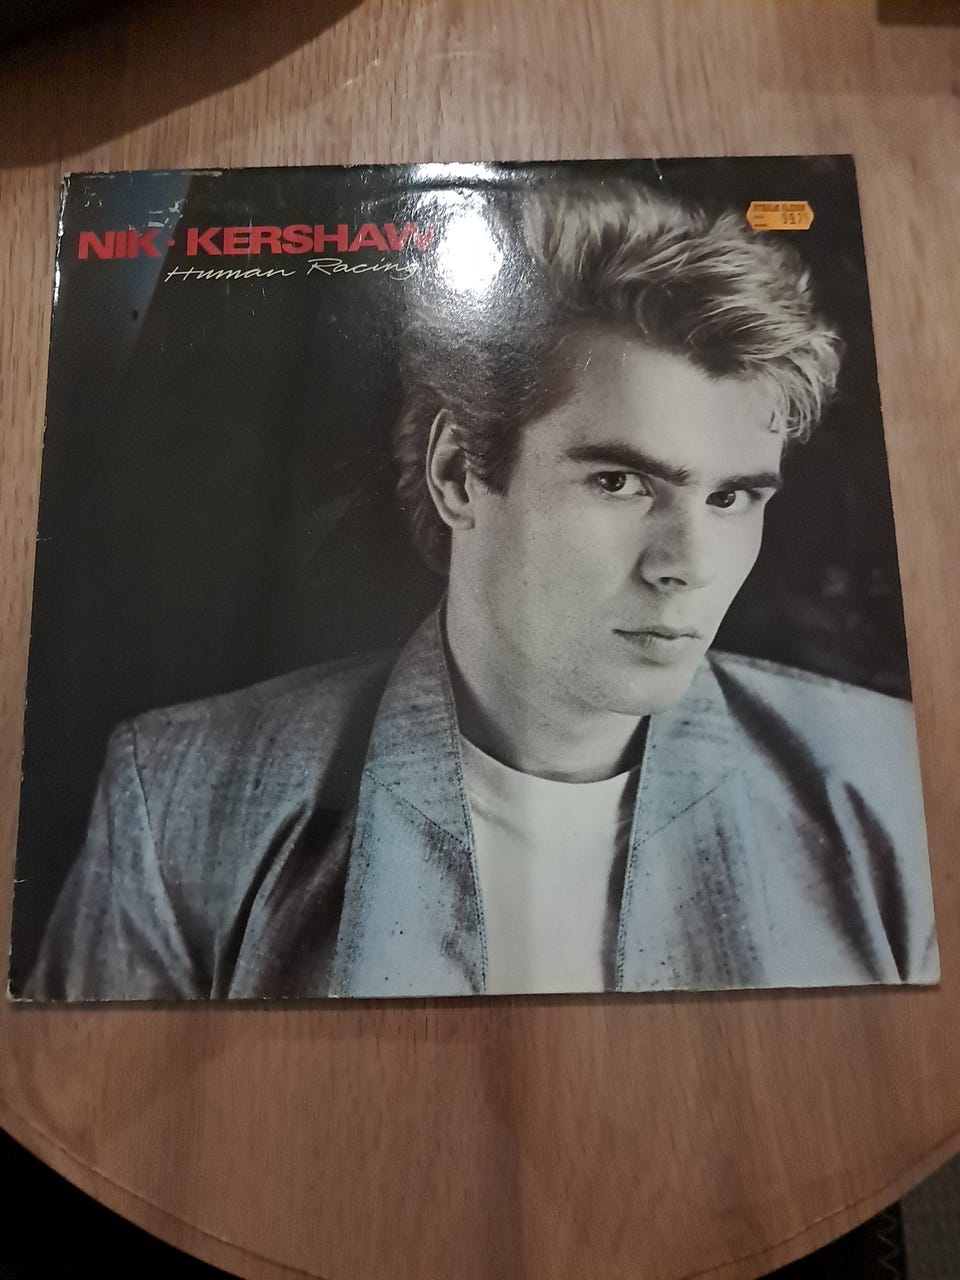 NIK KERSHAW
Human Racing